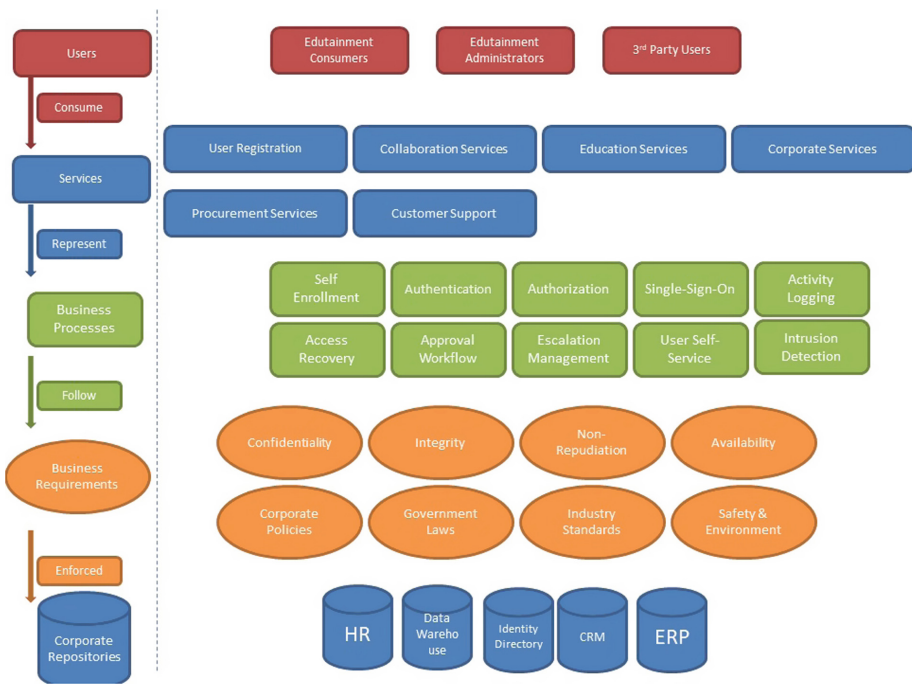 Users
Consume
Services
Represent
Business
Processes
Follow
Business
Requirements
Enforced
Corporate
Repositories
Edutainment
Consumers
Edutainment
Administrators
3rd Party Users
User Registration
Collaboration Services
Education Services
Corporate Services
Procurement Services
Customer Support
Self
Enrollment
Authentication
Authorization
Single-Sign-On
Activity
Logging
Access
Recovery
Approval
Workflow
Escalation
Management
User Self-
Service
Intrusion
Detection
Confidentiality
Integrity
Non-
Repudiation
Availability
Corporate
Policies
Government
Laws
Industry
Standards
Safety &
Environment
HR
Data
Wareho
use
Identity
Directory
CRM
ERP